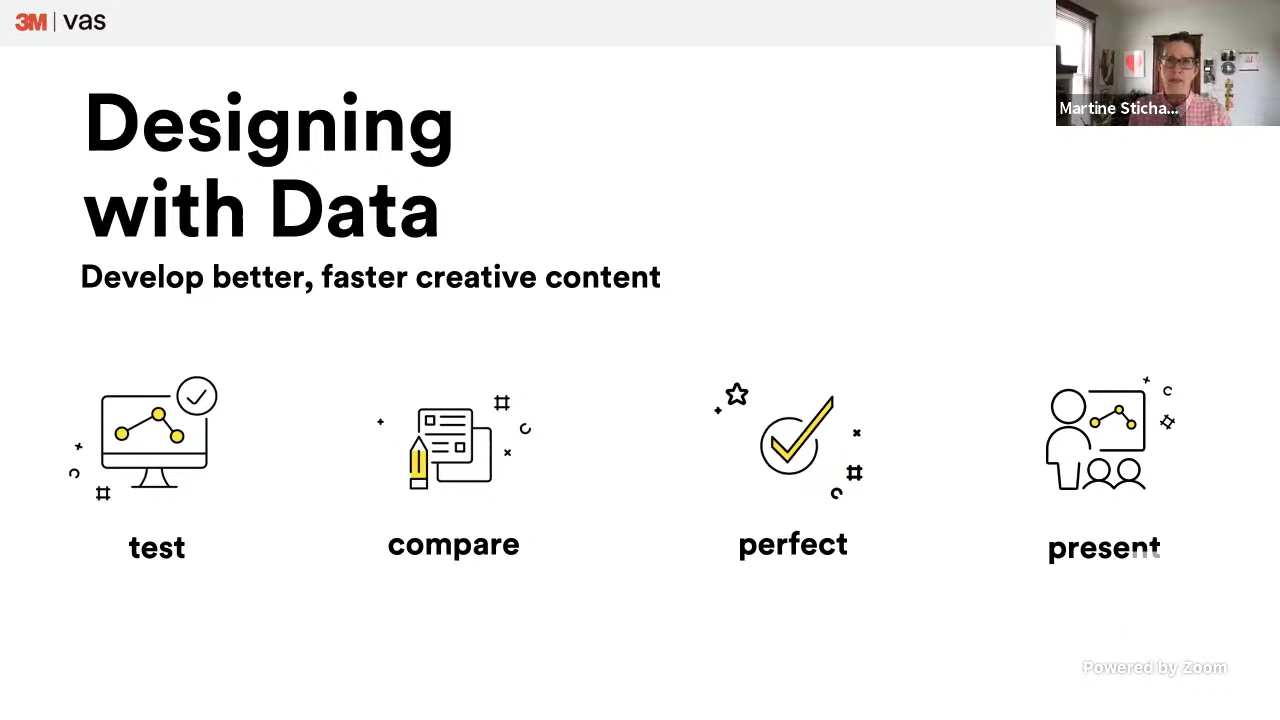 3M | vas
Martine Sticha...
Designing
with Data
Develop better, faster creative content
test
compare
perfect
present
Powered by Zoom